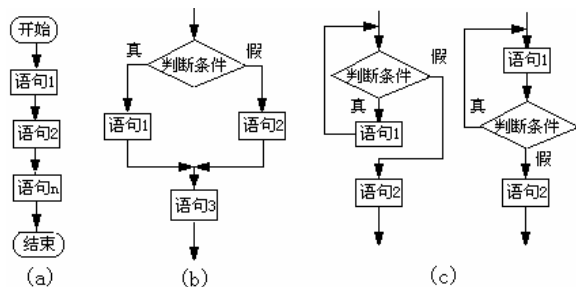 开始
语句1
语句2
语句n
结束
(a)
真
假
判断条件
语句1
语句2
语句3
(b)
假
判断条件
真
语句1
语句2
语句1
真
判断条件
假
语句2
(c)